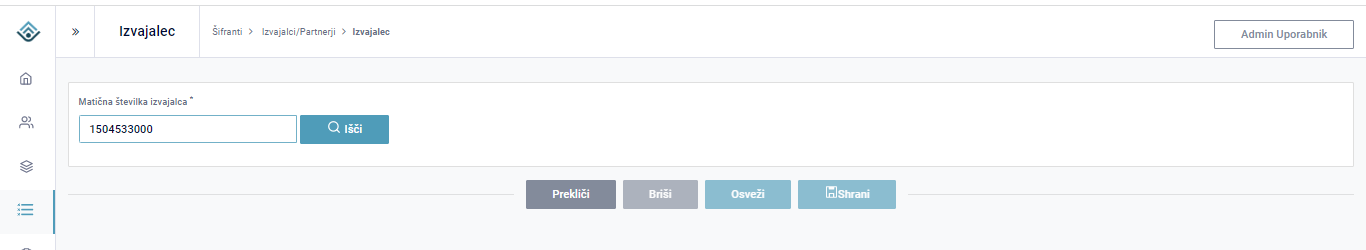 Izvajalec
Šifranti > Izvajalci/Partnerji > Izvajalec
Admin Uporabnik
Matična številka izvajalca *
1504533000
Išči
Prekliči
Briši
Osveži
Shrani